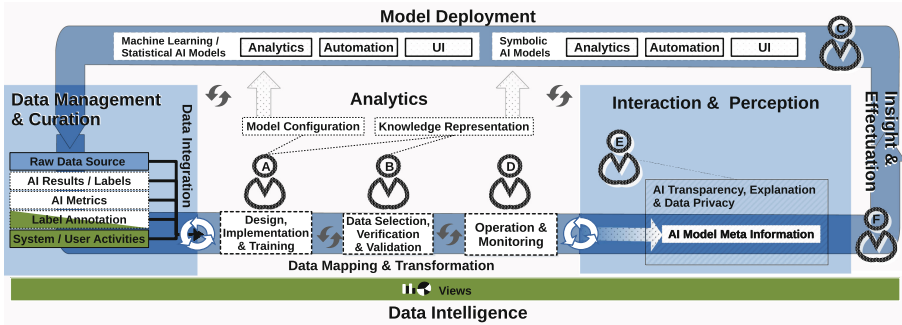 Model Deployment
Machine Learning /
Statistical AI Models
Analytics
Automation
UI
Symbolic
AI Models
Analytics
Automation
UI
C
Data Management
& Curation
Data Integration
Analytics
Interaction & Perception
Insight &
Effectuation
Model Configuration
Knowledge Representation
Raw Data Source
AI Results / Labels
AI Metrics
Label Annotation
System / User Activities
A
B
D
E
F
AI Transparency, Explanation
& Data Privacy
AI Model Meta Information
Design,
Implementation
& Training
Data Selection,
Verification
& Validation
Operation &
Monitoring
Data Mapping & Transformation
Views
Data Intelligence